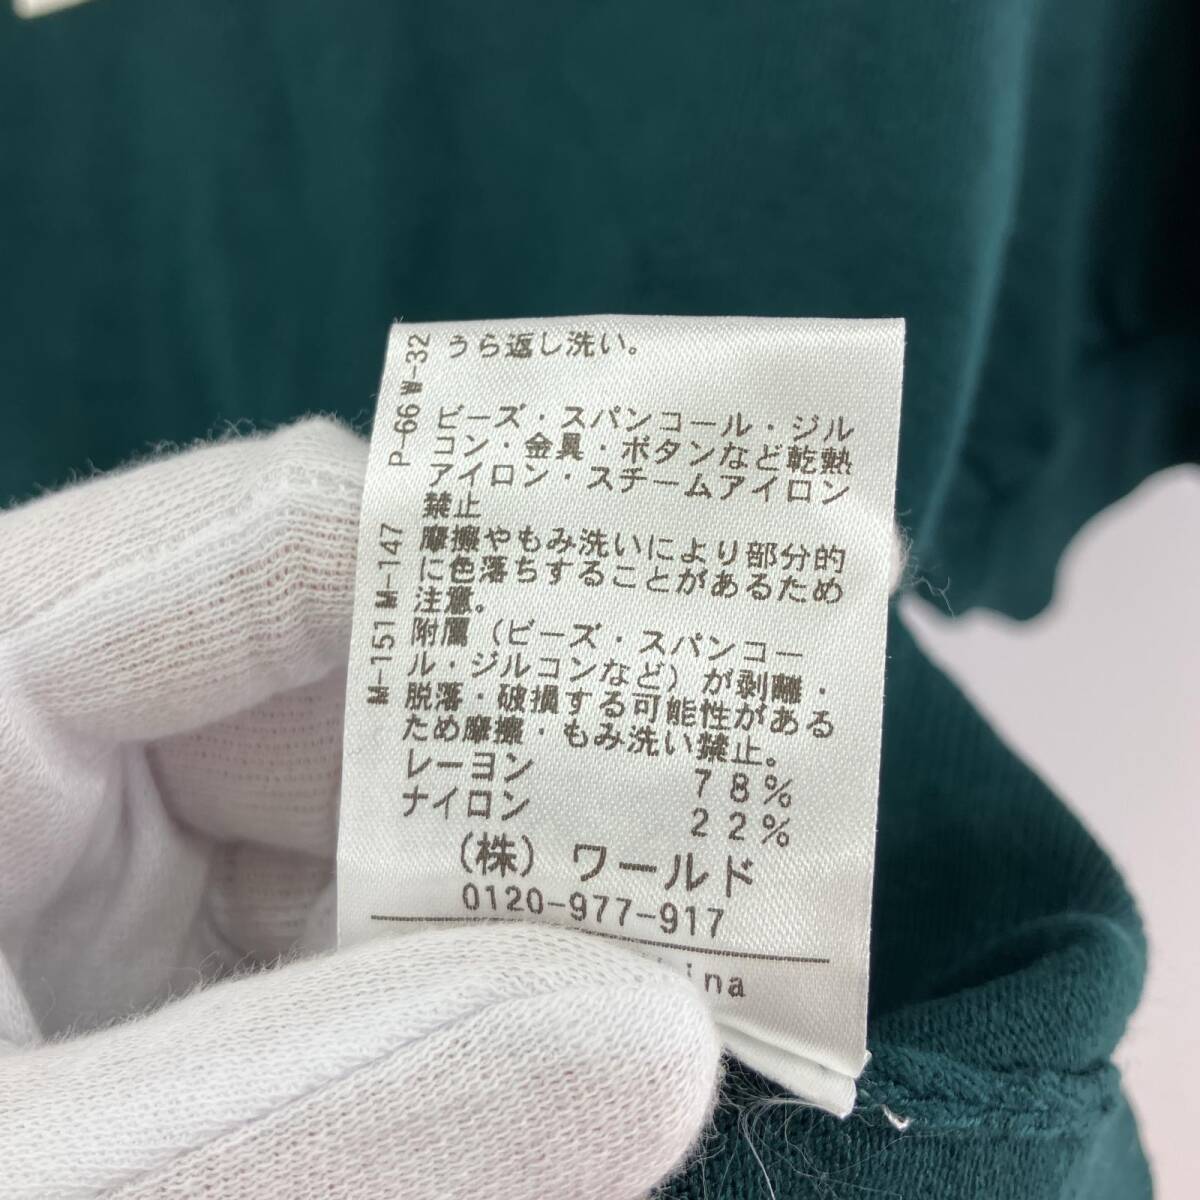 うら返し洗い。
ビーズ・スパンコール・ジル
コン・金具・ボタンなど乾熱
アイロン・スチームアイロン
禁止
摩擦やもみ洗いにより部分的
に色落ちすることがあるため
注意。
附属（ビーズ・スパンコー
ル・ジルコンなど）が剥離・
脱落・破損する可能性がある
ため摩擦・もみ洗い禁止。
レーヨン 78%
ナイロン 22%
（株）ワールド
0120-977-917
P-66 W-32
M-151 M-147